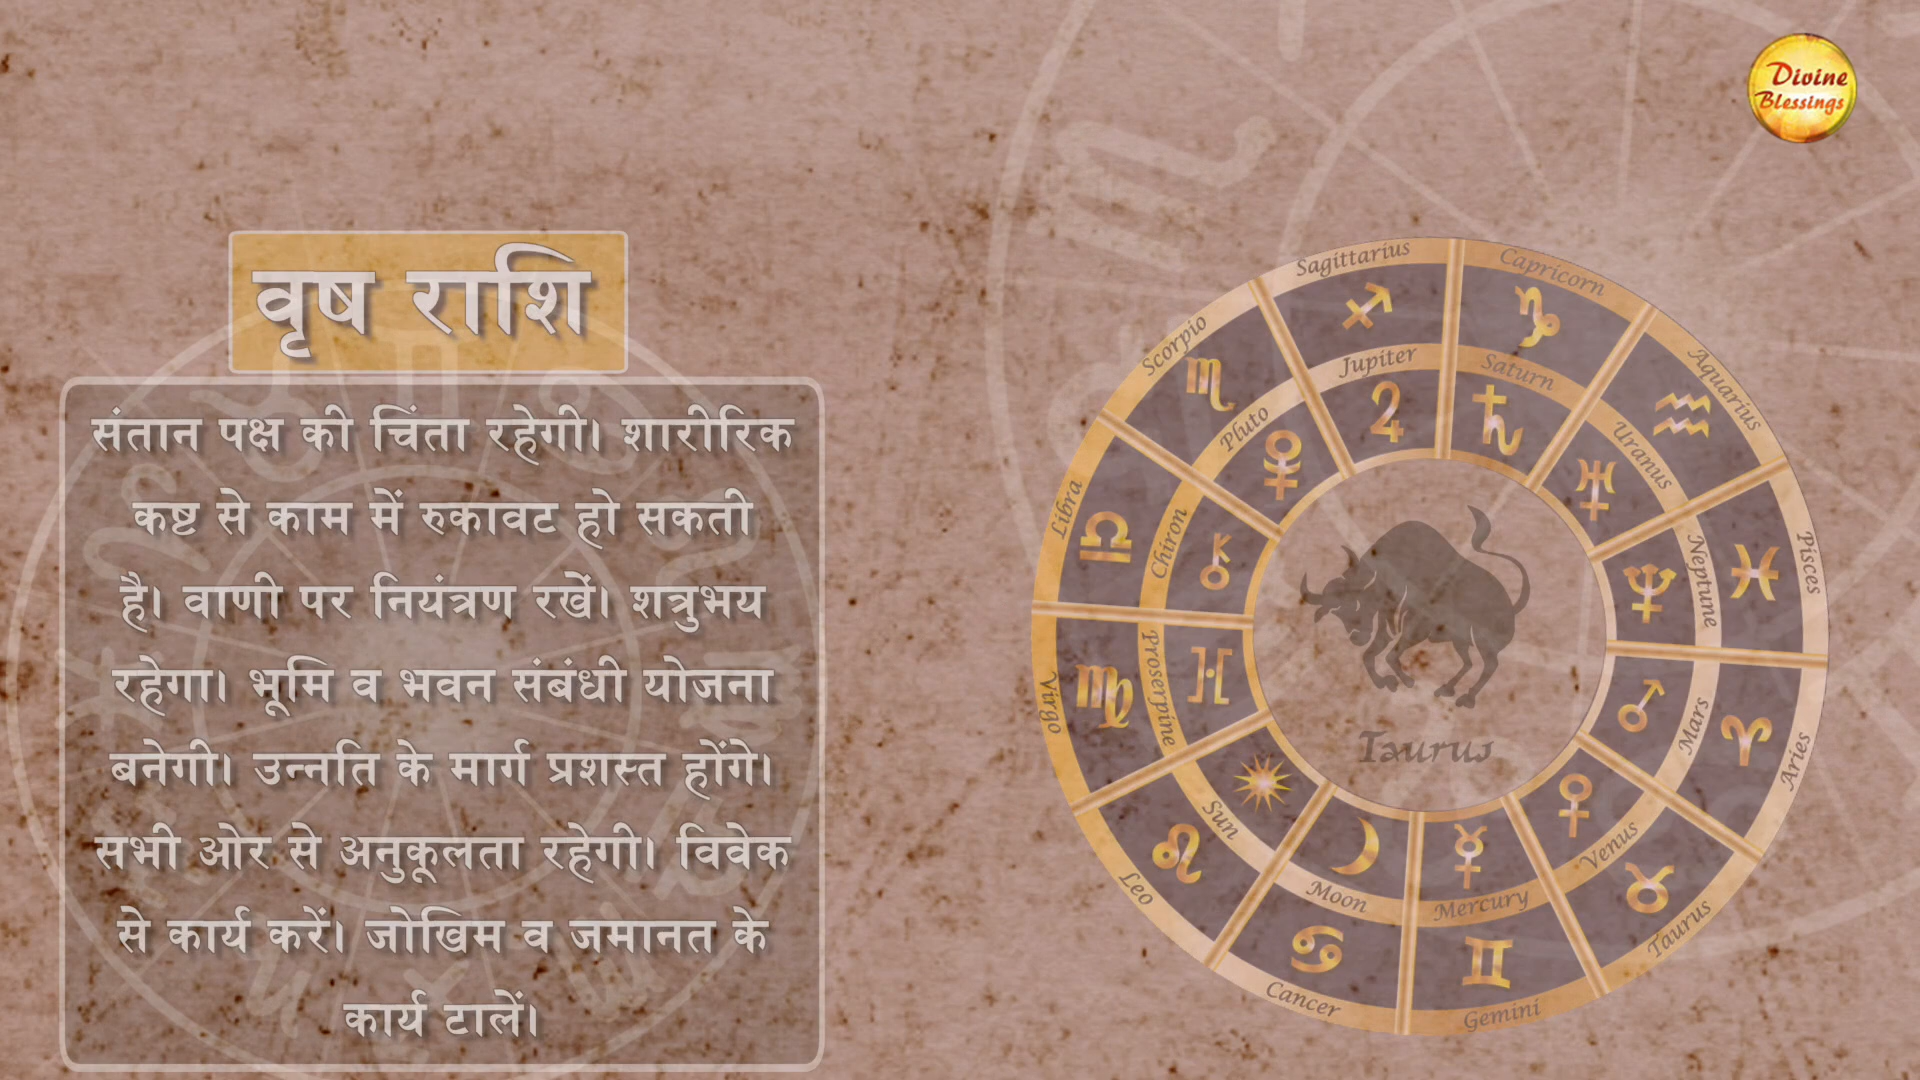 Divine
Blessings
वृष राशि
संतान पक्ष की चिंता रहेगी। शारीरिक
कष्ट से काम में रुकावट हो सकती
है। वाणी पर नियंत्रण रखें। शत्रुभय
रहेगा। भूमि व भवन संबंधी योजना
बनेगी। उन्नति के मार्ग प्रशस्त होंगे।
सभी ओर से अनुकूलता रहेगी। विवेक
से कार्य करें। जोखिम व जमानत के
कार्य टालें।
Sagittarius
Capricorn
Aquarius
Pisces
Aries
Taurus
Gemini
Cancer
Leo
Virgo
Libra
Scorpio
Jupiter
Saturn
Uranus
Neptune
Mars
Venus
Mercury
Moon
Sun
Proserpine
Chiron
Pluto
Taurus